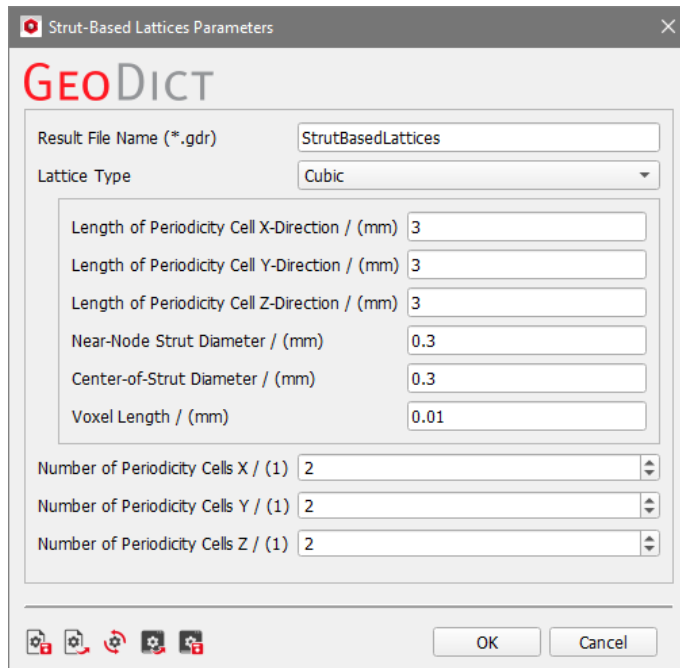 Strut-Based Lattices Parameters
GEODICT
Result File Name (*.gdr) StrutBasedLattices
Lattice Type Cubic
Length of Periodicity Cell X-Direction / (mm) 3
Length of Periodicity Cell Y-Direction / (mm) 3
Length of Periodicity Cell Z-Direction / (mm) 3
Near-Node Strut Diameter / (mm) 0.3
Center-of-Strut Diameter / (mm) 0.3
Voxel Length / (mm) 0.01
Number of Periodicity Cells X / (1) 2
Number of Periodicity Cells Y / (1) 2
Number of Periodicity Cells Z / (1) 2
OK Cancel